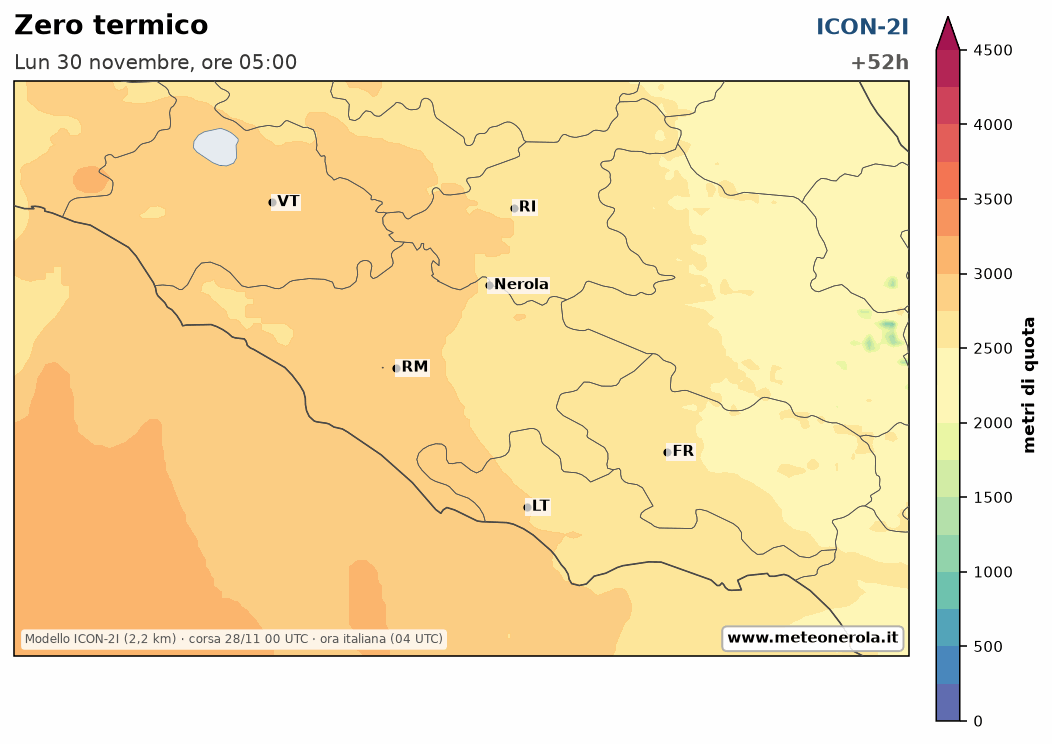 Zero termico
ICON-2I
Lun 30 novembre, ore 05:00
+52h
VT
RI
Nerola
RM
FR
LT
Modello ICON-2I (2,2 km) · corsa 28/11 00 UTC · ora italiana (04 UTC)
www.meteonerola.it
4500
4000
3500
3000
2500
2000
1500
1000
500
0
metri di quota